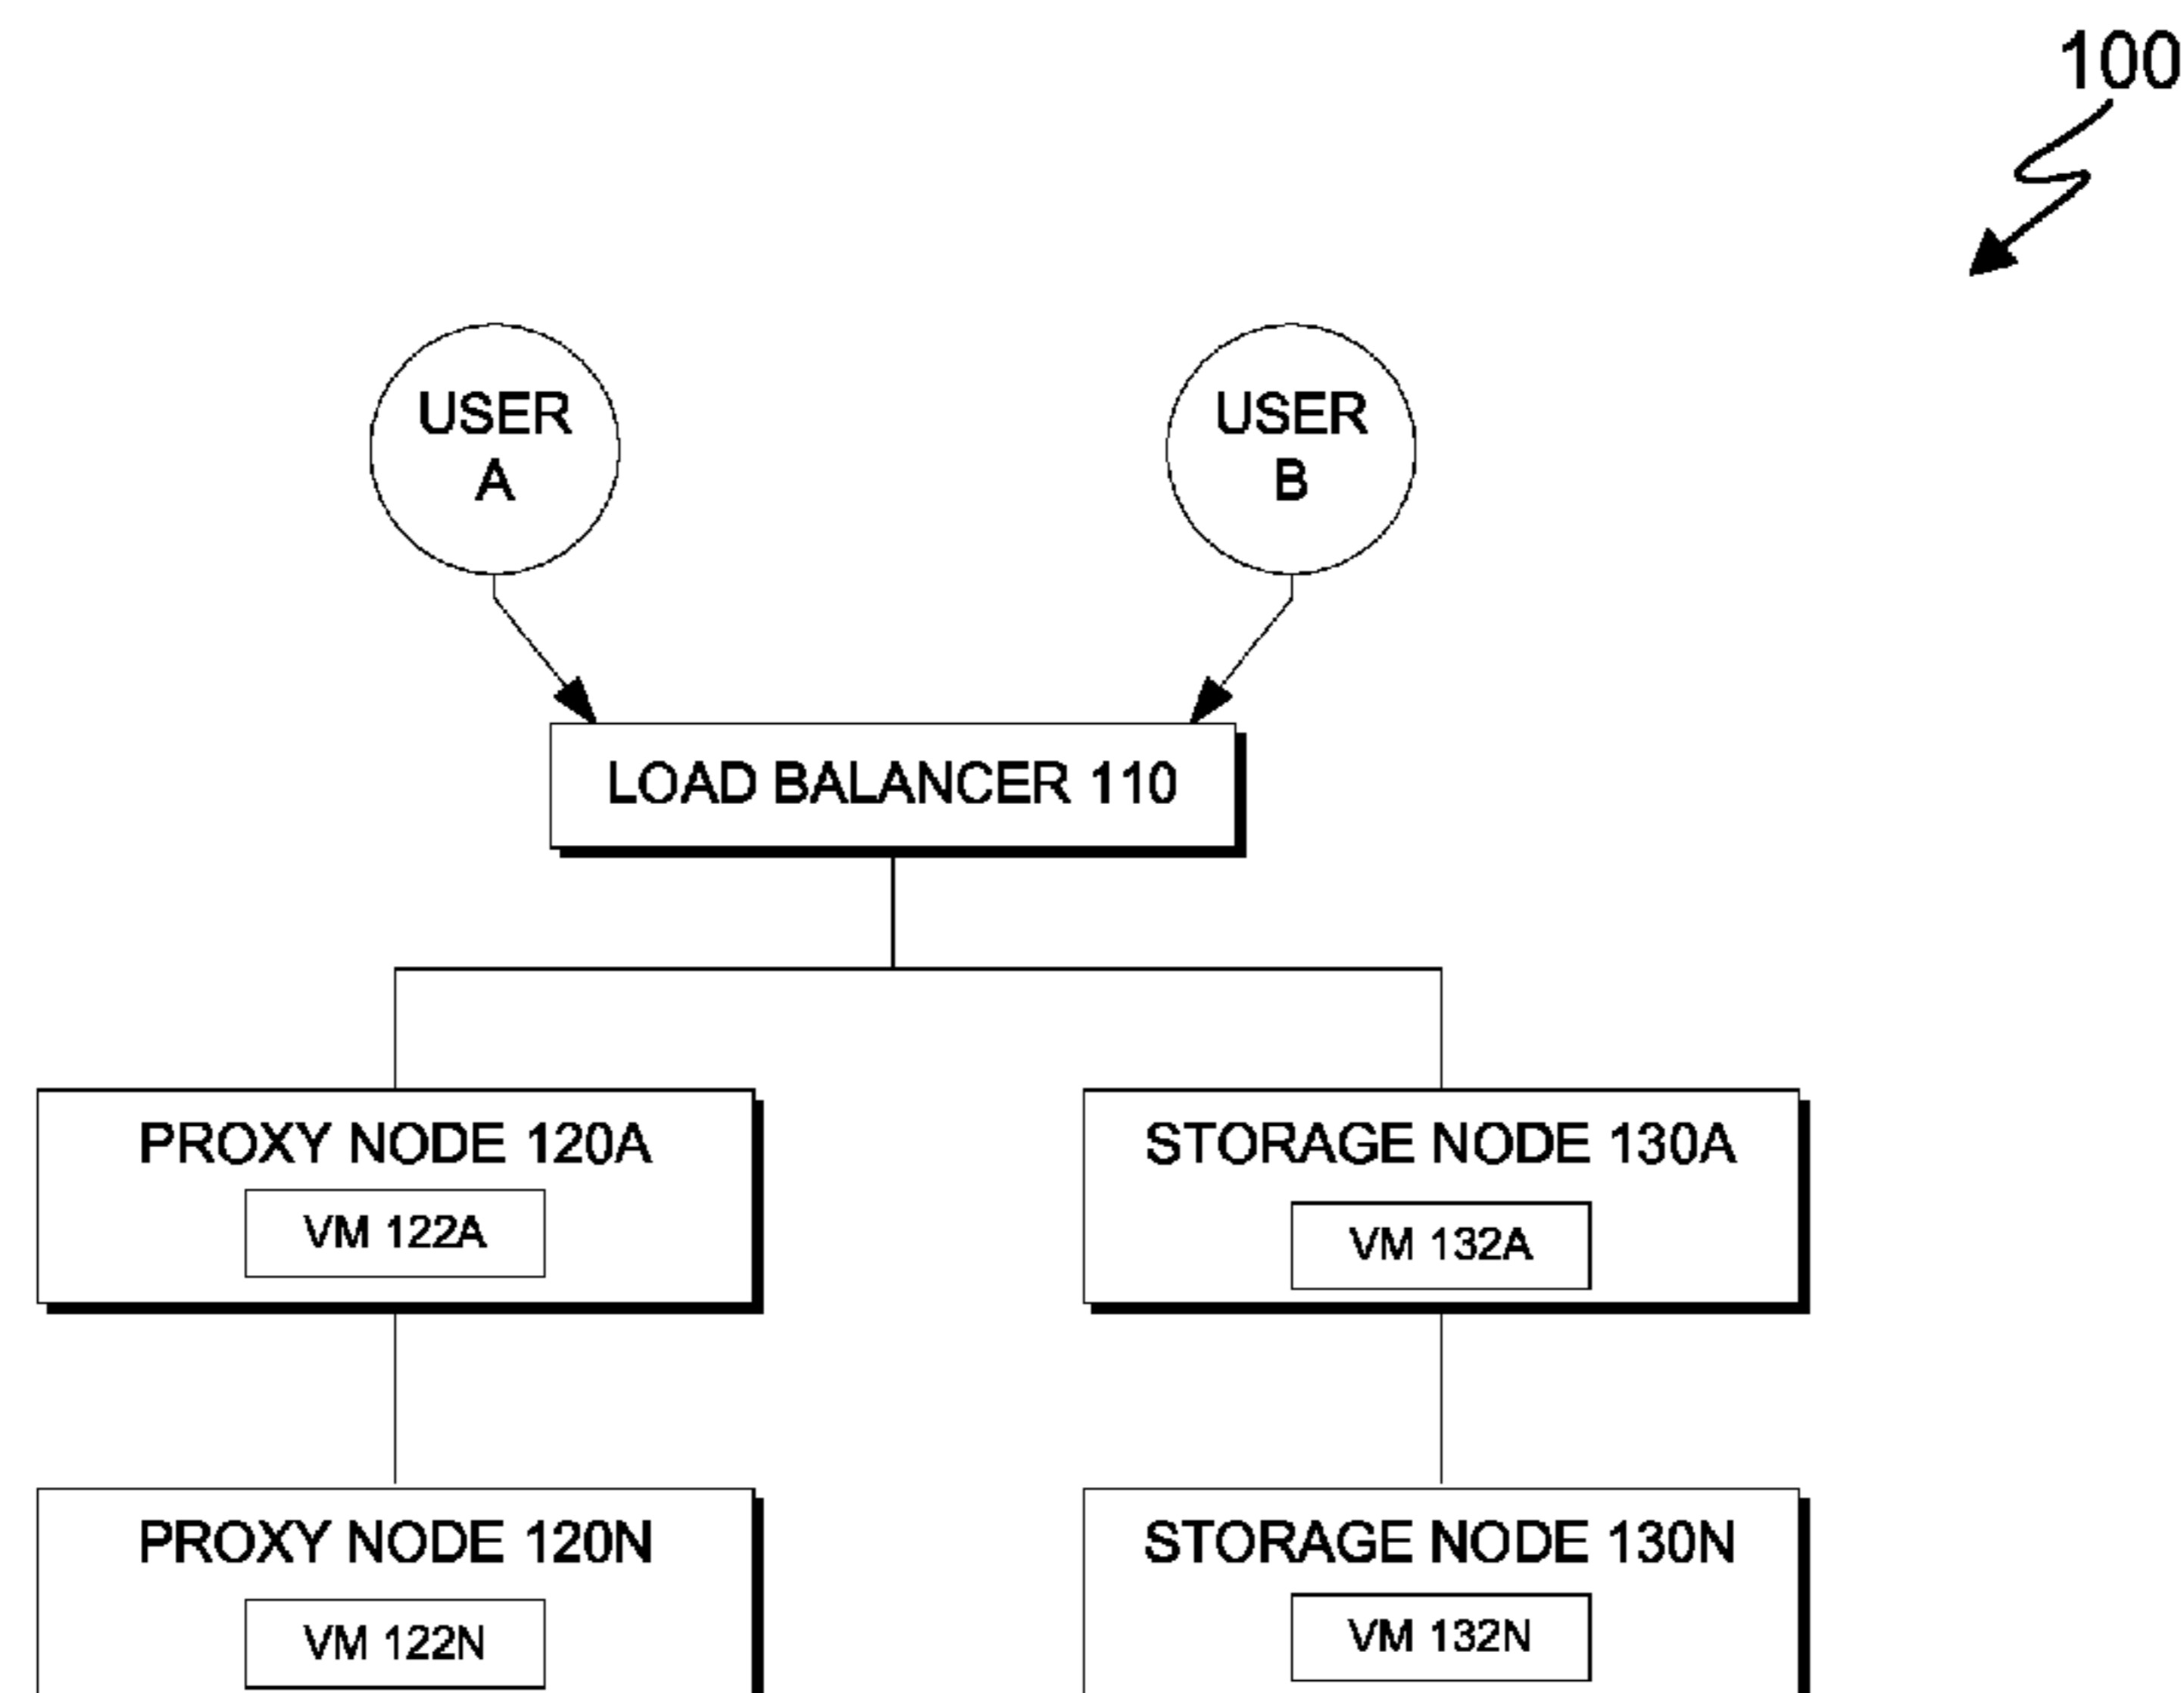 100
USER
A
USER
B
LOAD BALANCER 110
PROXY NODE 120A
VM 122A
STORAGE NODE 130A
VM 132A
PROXY NODE 120N
VM 122N
STORAGE NODE 130N
VM 132N